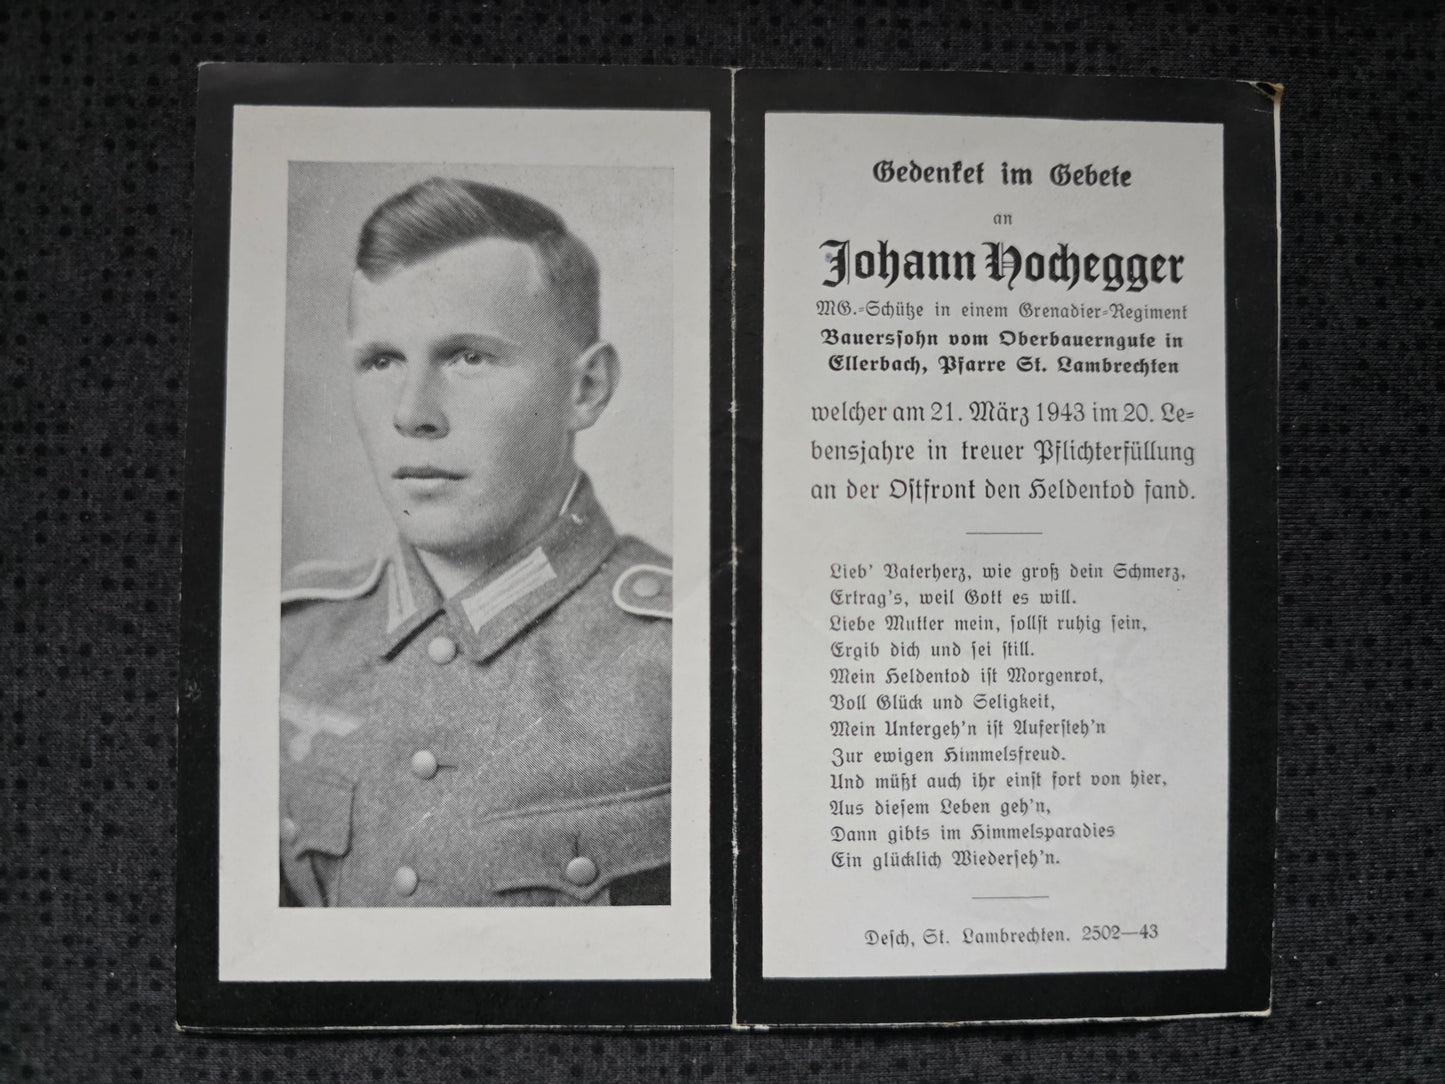 Gedenket im Gebete
an
Johann Hochegger
MG.-Schütze in einem Grenadier-Regiment
Bauerssohn vom Oberbauerngute in
Ellerbach, Pfarre St. Lambrechten
welcher am 21. März 1943 im 20. Le-
bensjahre in treuer Pflichterfüllung
an der Ostfront den Heldentod fand.
Lieb' Vaterherz, wie groß dein Schmerz,
Ertrag's, weil Gott es will.
Liebe Mutter mein, sollst ruhig sein,
Ergib dich und sei still.
Mein Heldentod ist Morgenrot,
Voll Glück und Seligkeit,
Mein Untergeh'n ist Aufersteh'n
Zur ewigen Himmelsfreud.
Und müßt auch ihr einst fort von hier,
Aus diesem Leben geh'n,
Dann gibts im Himmelsparadies
Ein glücklich Wiederseh'n.
Desch, St. Lambrechten. 2502—43